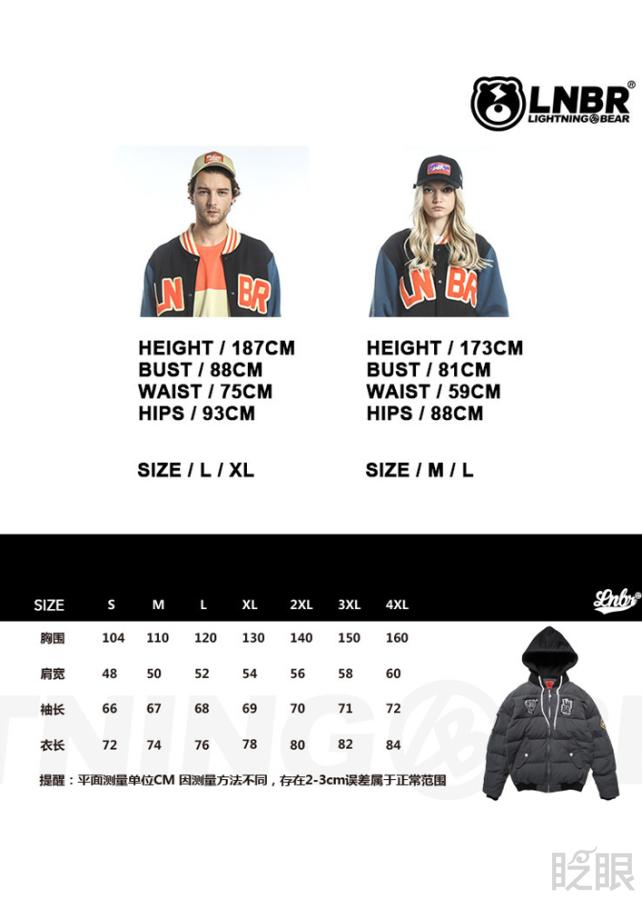 LNBR®
LIGHTNING BEAR
LN BR
LN BR
HEIGHT / 187CM
BUST / 88CM
WAIST / 75CM
HIPS / 93CM
SIZE / L / XL
HEIGHT / 173CM
BUST / 81CM
WAIST / 59CM
HIPS / 88CM
SIZE / M / L
SIZE S M L XL 2XL 3XL 4XL
Lnbr®
胸围 104 110 120 130 140 150 160
肩宽 48 50 52 54 56 58 60
袖长 66 67 68 69 70 71 72
衣长 72 74 76 78 80 82 84
提醒：平面测量单位CM 因测量方法不同，存在2-3cm误差属于正常范围
TNING BE
眨眼